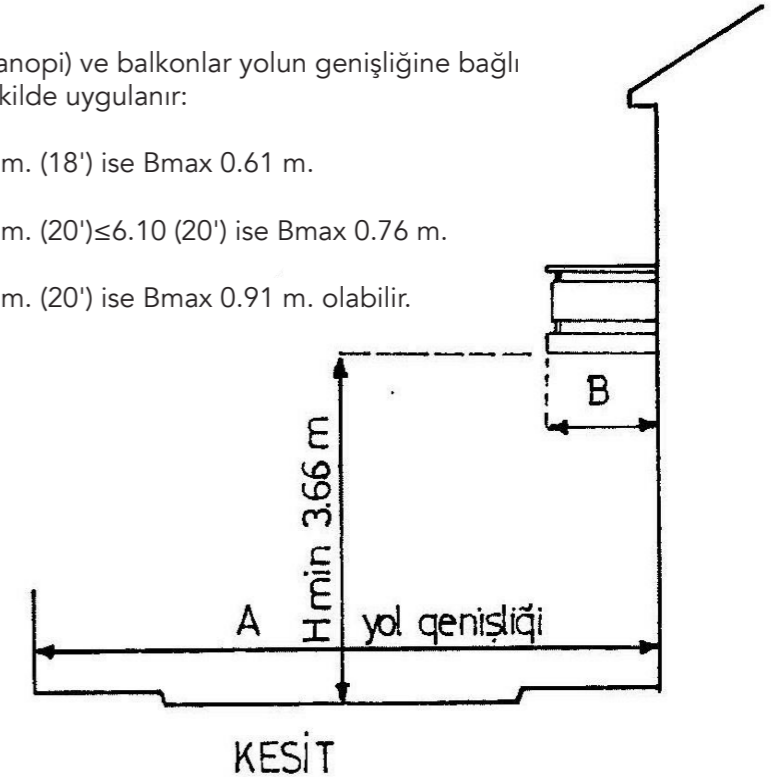 anopi) ve balkonlar yolun genişliğine bağlı
kilde uygulanır:
m. (18') ise Bmax 0.61 m.
m. (20')≤6.10 (20') ise Bmax 0.76 m.
m. (20') ise Bmax 0.91 m. olabilir.
B
Hmin 3.66 m
A yol genişliği
KESİT